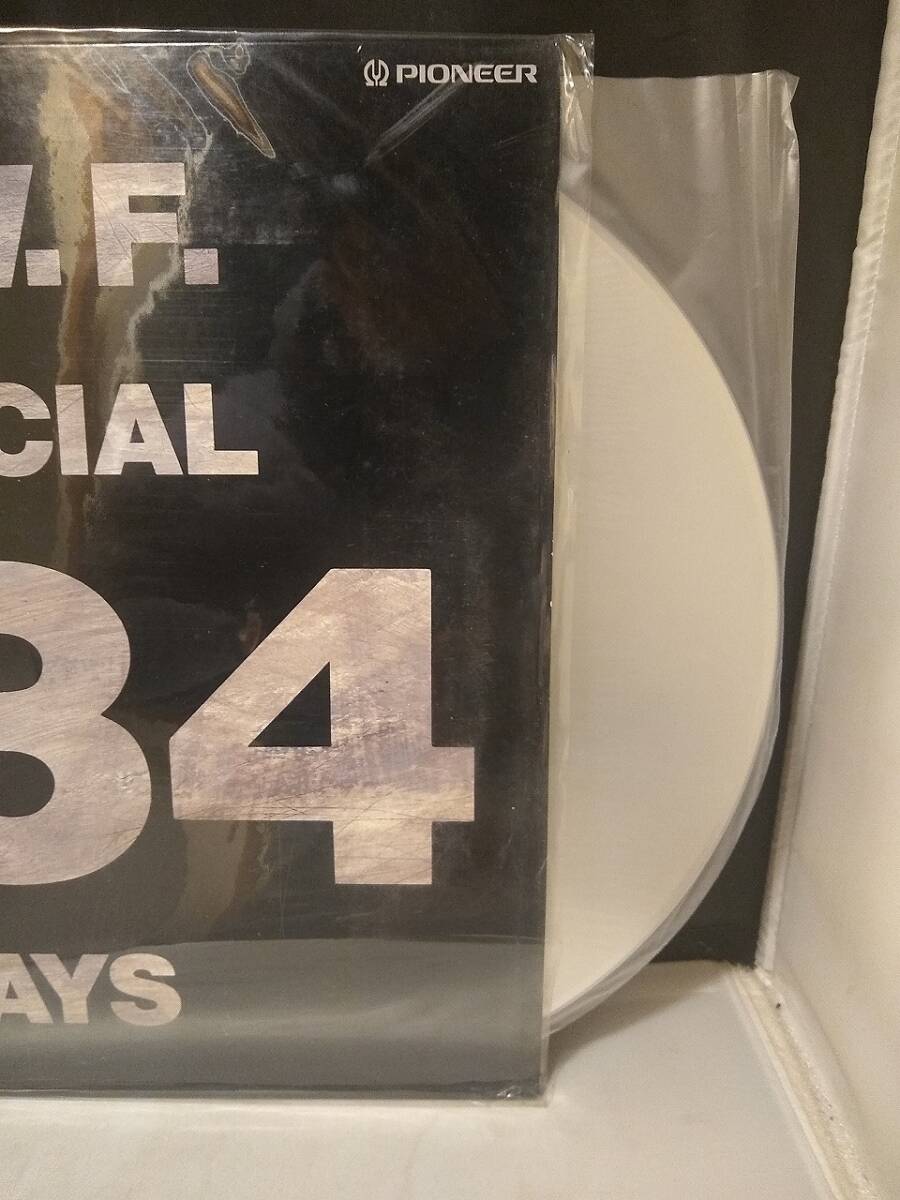 PIONEER
.F.
CIAL
84
AYS